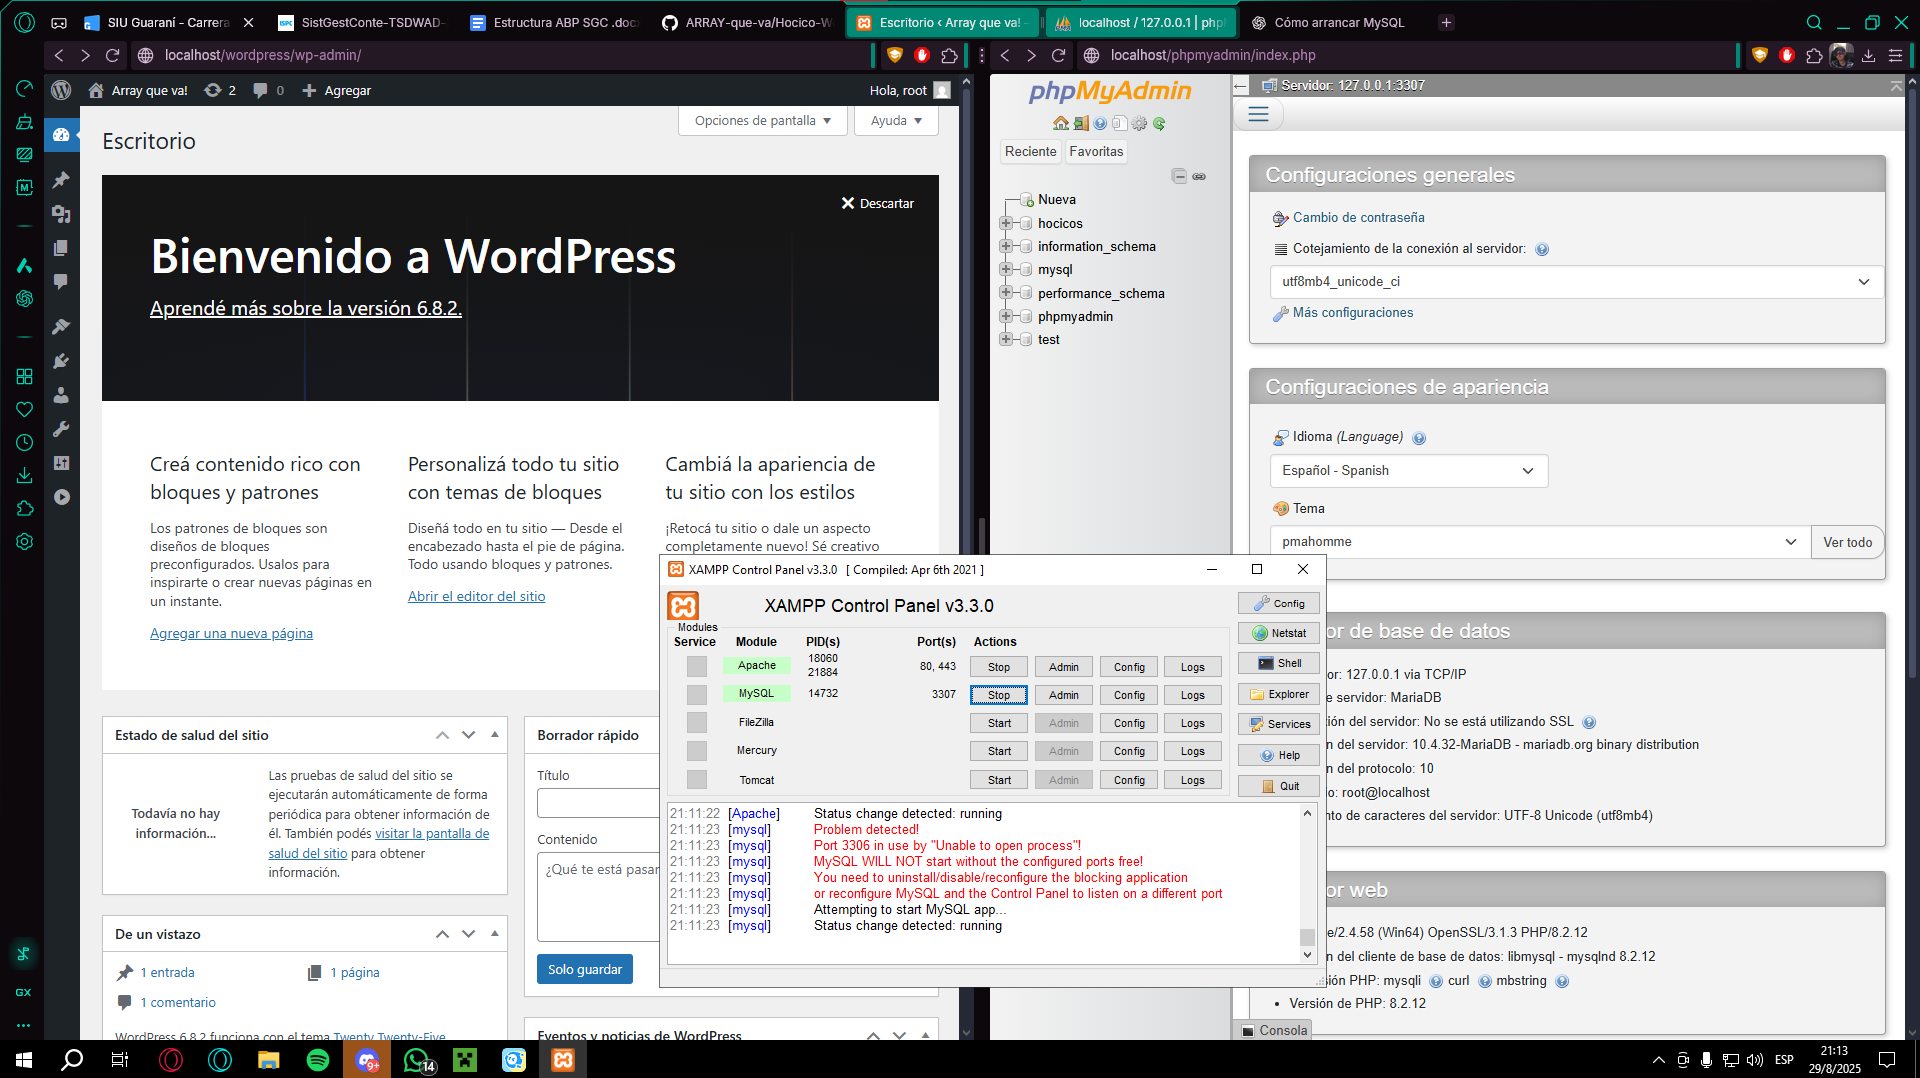 SIU Guaraní - Carrera
SistGestConte-TSDWAD-
Estructura ABP SGC .doc
ARRAY-que-va/Hocico-W
Escritorio ‹ Array que va! –
localhost / 127.0.0.1 | php
Cómo arrancar MySQL
localhost/wordpress/wp-admin/
localhost/phpmyadmin/index.php
Array que va!
2
0
Agregar
Hola, root
Escritorio
Opciones de pantalla
Ayuda
Descartar
Bienvenido a WordPress
Aprendé más sobre la versión 6.8.2.
Creá contenido rico con
bloques y patrones
Los patrones de bloques son
diseños de bloques
preconfigurados. Usalos para
inspirarte o crear nuevas páginas en
un instante.
Agregar una nueva página
Personalizá todo tu sitio
con temas de bloques
Diseñá todo en tu sitio — Desde el
encabezado hasta el pie de página.
Todo usando bloques y patrones.
Abrir el editor del sitio
Cambiá la apariencia de
tu sitio con los estilos
¡Retocá tu sitio o dale un aspecto
completamente nuevo! Sé creativo
Estado de salud del sitio
Todavía no hay
información...
Las pruebas de salud del sitio se
ejecutarán automáticamente de forma
periódica para obtener información de
él. También podés visitar la pantalla de
salud del sitio para obtener
información.
De un vistazo
1 entrada
1 página
1 comentario
WordPress 6.8.2 funciona con el tema Twenty Twenty-Five
Borrador rápido
Título
Contenido
¿Qué te está pasar
Solo guardar
Eventos y noticias de WordPress
phpMyAdmin
Reciente
Favoritas
Nueva
hocicos
information_schema
mysql
performance_schema
phpmyadmin
test
Servidor: 127.0.0.1:3307
Configuraciones generales
Cambio de contraseña
Cotejamiento de la conexión al servidor:
utf8mb4_unicode_ci
Más configuraciones
Configuraciones de apariencia
Idioma (Language)
Español - Spanish
Tema
pmahomme
Ver todo
or de base de datos
r: 127.0.0.1 via TCP/IP
e servidor: MariaDB
ión del servidor: No se está utilizando SSL
n del servidor: 10.4.32-MariaDB - mariadb.org binary distribution
n del protocolo: 10
o: root@localhost
nto de caracteres del servidor: UTF-8 Unicode (utf8mb4)
or web
e/2.4.58 (Win64) OpenSSL/3.1.3 PHP/8.2.12
n del cliente de base de datos: libmysql - mysqlnd 8.2.12
sión PHP: mysqli curl mbstring
Versión de PHP: 8.2.12
Consola
XAMPP Control Panel v3.3.0 [ Compiled: Apr 6th 2021 ]
XAMPP Control Panel v3.3.0
Modules
Service Module PID(s) Port(s) Actions
Apache 18060 21884 80, 443 Stop Admin Config Logs
MySQL 14732 3307 Stop Admin Config Logs
FileZilla Start Admin Config Logs
Mercury Start Admin Config Logs
Tomcat Start Admin Config Logs
Config
Netstat
Shell
Explorer
Services
Help
Quit
21:11:22 [Apache] Status change detected: running
21:11:23 [mysql] Problem detected!
21:11:23 [mysql] Port 3306 in use by "Unable to open process"!
21:11:23 [mysql] MySQL WILL NOT start without the configured ports free!
21:11:23 [mysql] You need to uninstall/disable/reconfigure the blocking application
21:11:23 [mysql] or reconfigure MySQL and the Control Panel to listen on a different port
21:11:23 [mysql] Attempting to start MySQL app...
21:11:23 [mysql] Status change detected: running
GX
9+
14
ESP
21:13
29/8/2025